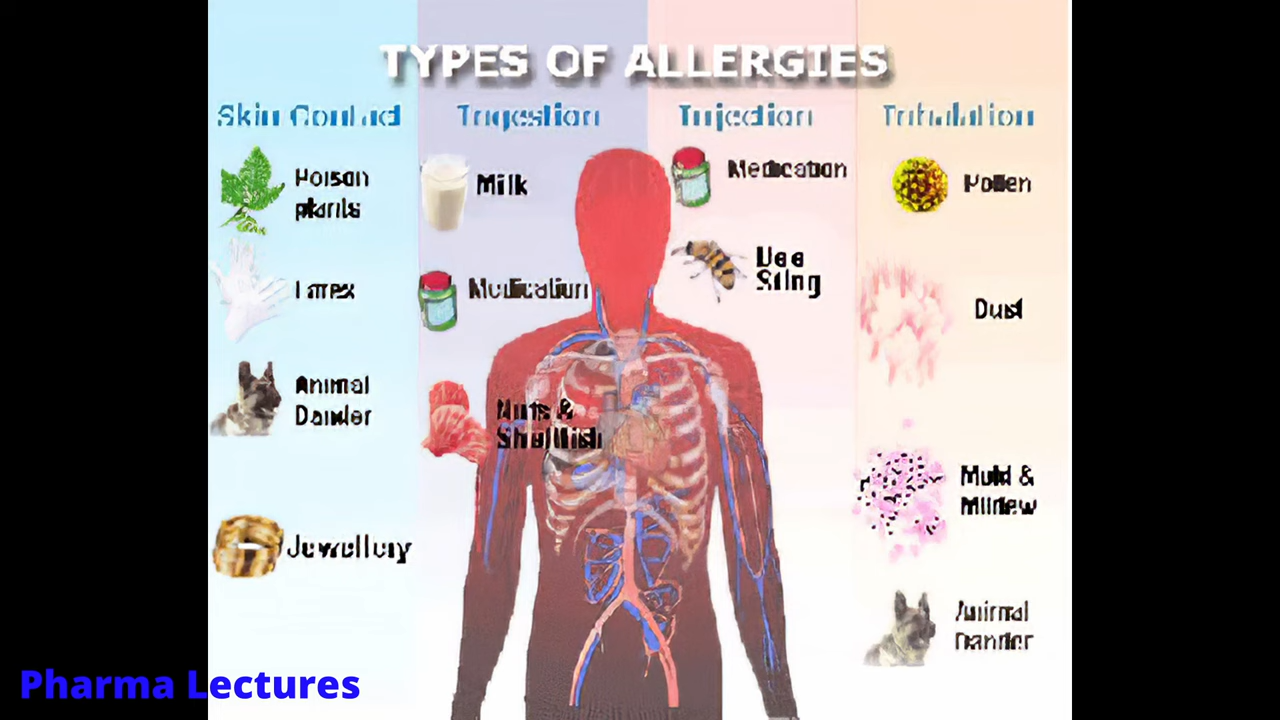 TYPES OF ALLERGIES
Skin Contact
Ingestion
Injection
Inhalation
Poison
plants
Latex
Animal
Dander
Jewellery
Milk
Medication
Nuts &
Shellfish
Medication
Bee
Sting
Pollen
Dust
Mold &
Mildew
Animal
Dander
Pharma Lectures